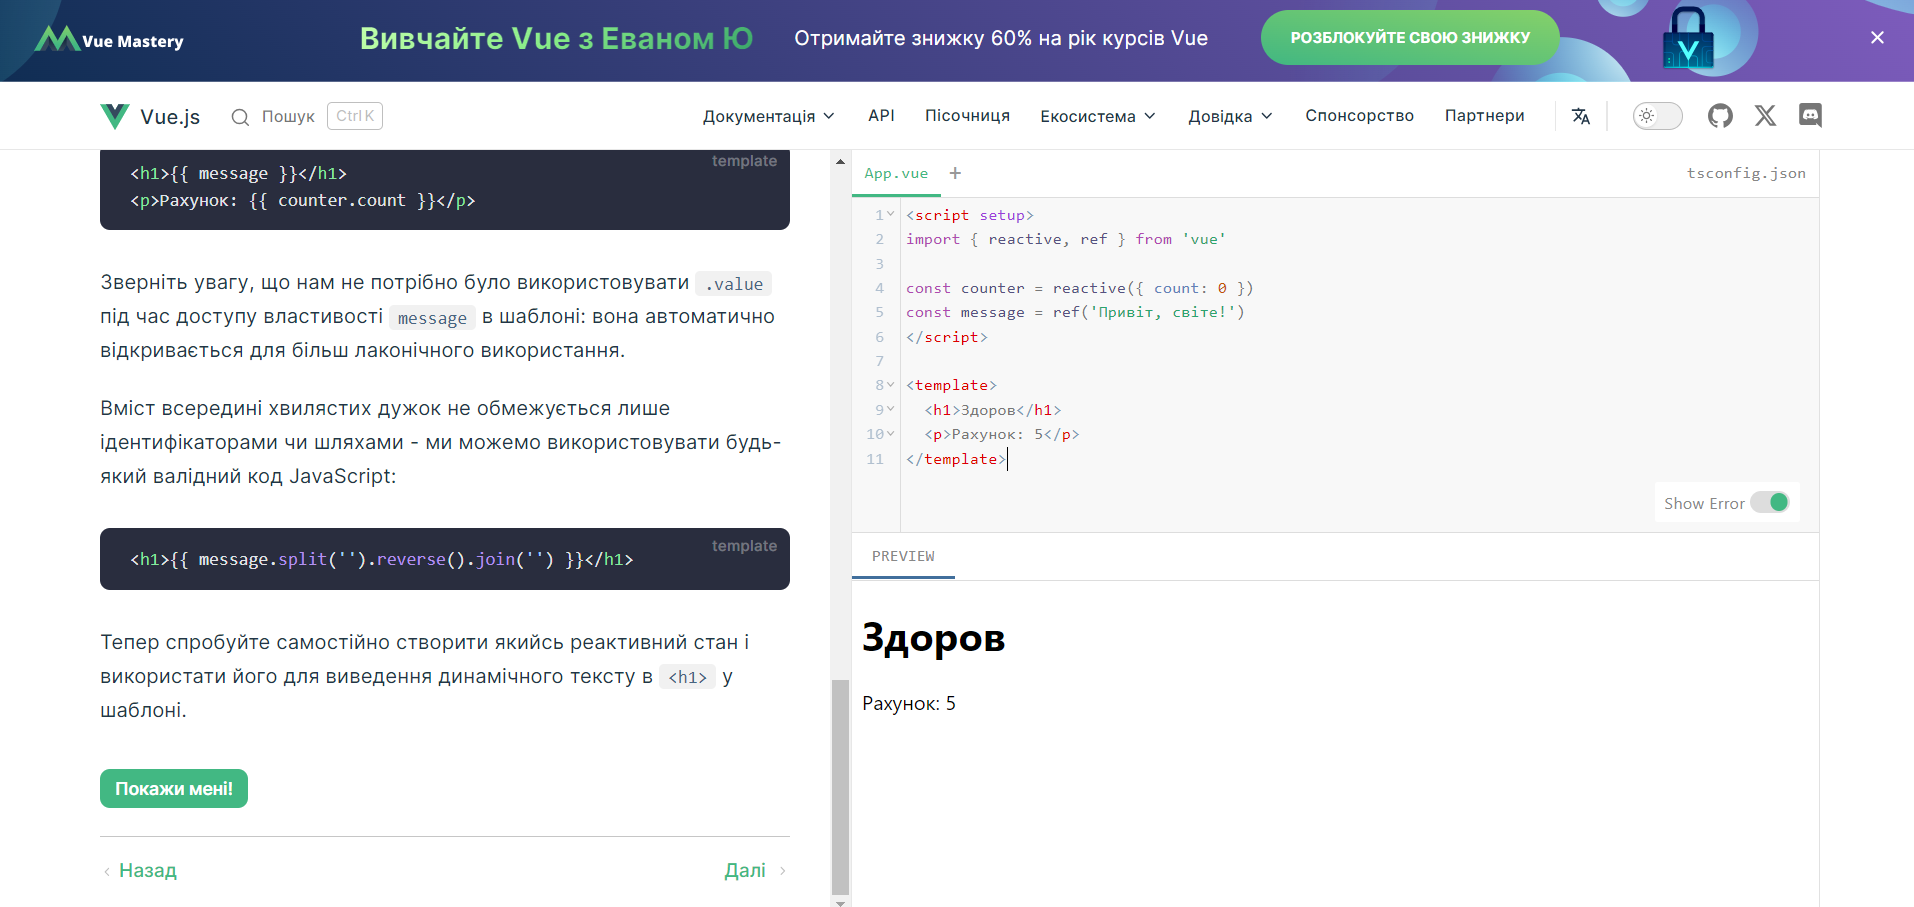 Vue Mastery
Вивчайте Vue з Еваном Ю
Отримайте знижку 60% на рік курсів Vue
РОЗБЛОКУЙТЕ СВОЮ ЗНИЖКУ
Vue.js
Пошук
Ctrl K
Документація
API
Пісочниця
Екосистема
Довідка
Спонсорство
Партнери
template
<h1>{{ message }}</h1>
<p>Рахунок: {{ counter.count }}</p>
Зверніть увагу, що нам не потрібно було використовувати .value
під час доступу властивості message в шаблоні: вона автоматично
відкривається для більш лаконічного використання.
Вміст всередині хвилястих дужок не обмежується лише
ідентифікаторами чи шляхами - ми можемо використовувати будь-
який валідний код JavaScript:
template
<h1>{{ message.split('').reverse().join('') }}</h1>
Тепер спробуйте самостійно створити якийсь реактивний стан і
використати його для виведення динамічного тексту в <h1> у
шаблоні.
Покажи мені!
Назад
Далі
App.vue +
tsconfig.json
1 <script setup>
2 import { reactive, ref } from 'vue'
3
4 const counter = reactive({ count: 0 })
5 const message = ref('Привіт, світе!')
6 </script>
7
8 <template>
9 <h1>Здоров</h1>
10 <p>Рахунок: 5</p>
11 </template>
Show Error
PREVIEW
Здоров
Рахунок: 5